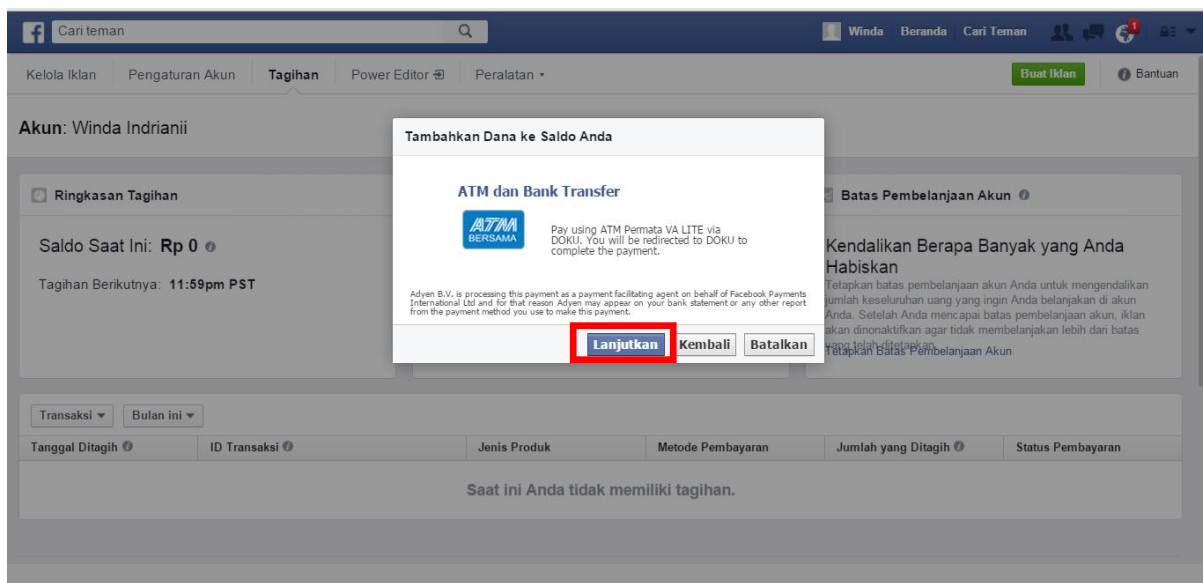 f Cari teman
Winda Beranda Cari Teman 1
Kelola Iklan Pengaturan Akun Tagihan Power Editor Peralatan
Buat Iklan Bantuan
Akun: Winda Indrianii
Tambahkan Dana ke Saldo Anda
ATM dan Bank Transfer
ATM
BERSAMA
Pay using ATM Permata VA LITE via
DOKU. You will be redirected to DOKU to
complete the payment.
Adyen B.V. is processing this payment as a payment facilitating agent on behalf of Facebook Payments
International Ltd and for that reason Adyen may appear on your bank statement or any other report
from the payment method you use to make this payment.
Lanjutkan Kembali Batalkan
Ringkasan Tagihan
Saldo Saat Ini: Rp 0
Tagihan Berikutnya: 11:59pm PST
Batas Pembelanjaan Akun
Kendalikan Berapa Banyak yang Anda
Habiskan
Tetapkan batas pembelanjaan akun Anda untuk mengendalikan
jumlah keseluruhan uang yang ingin Anda belanjakan di akun
Anda. Setelah Anda mencapai batas pembelanjaan akun, iklan
akan dinonaktifkan agar tidak membelanjakan lebih dari batas
yang telah ditetapkan.
Tetapkan Batas Pembelanjaan Akun
Transaksi Bulan ini
Tanggal Ditagih ID Transaksi Jenis Produk Metode Pembayaran Jumlah yang Ditagih Status Pembayaran
Saat ini Anda tidak memiliki tagihan.